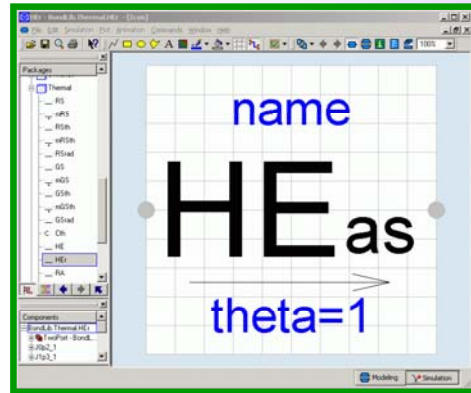 HEr - BondLib.Thermal.HEr - [Icon]
File Edit Simulation Plot Animation Commands Window Help
100%
Packages
Thermal
RS
mRS
RSth
mRSth
RSrad
GS
mGS
GSth
mGSth
GSrad
Cth
HE
HEr
RA
Components
BondLib.Thermal.HEr
TwoPort - BondL...
J0p2_1
J1p3_1
name
HEas
theta=1
Modeling
Simulation